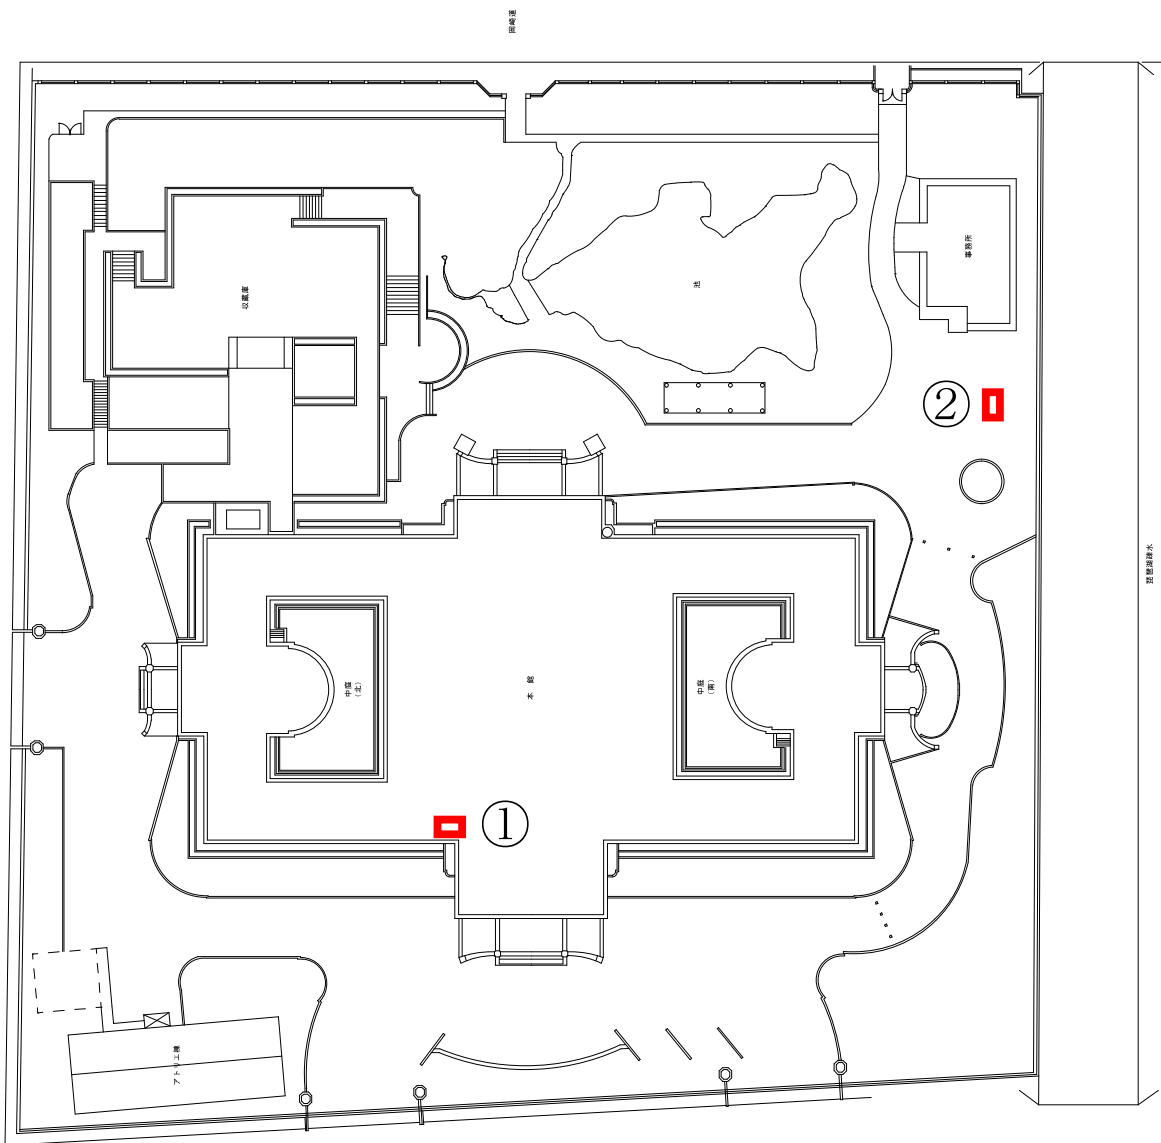 岡崎道
収蔵庫
池
事務所
②
琵琶湖疏水
中庭
(北)
本館
中庭
(南)
①
アトリエ棟